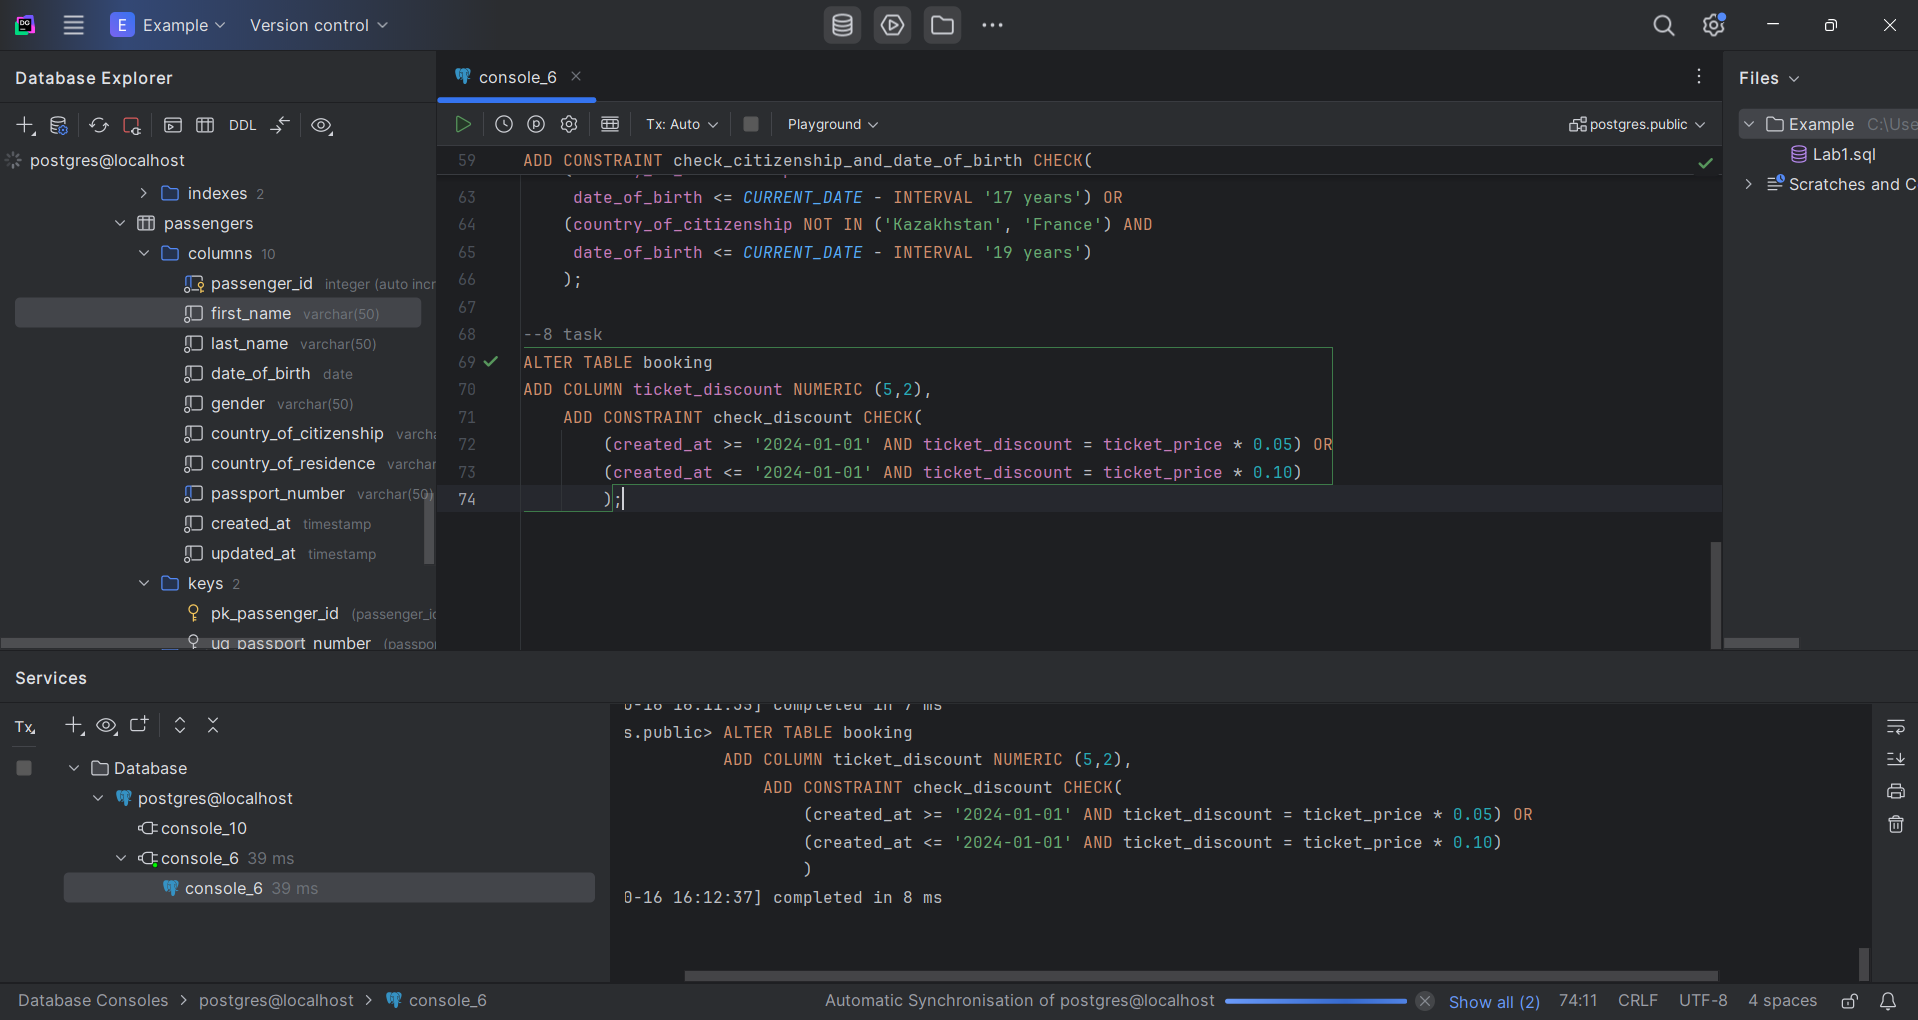 E Example Version control
Database Explorer
console_6
Files
DDL
Tx: Auto
Playground
postgres.public
Example C:\Use
Lab1.sql
Scratches and C
postgres@localhost
indexes 2
passengers
columns 10
passenger_id integer (auto incr
first_name varchar(50)
last_name varchar(50)
date_of_birth date
gender varchar(50)
country_of_citizenship varcha
country_of_residence varchar
passport_number varchar(50)
created_at timestamp
updated_at timestamp
keys 2
pk_passenger_id (passenger_id
uq_passport_number (passpor
59 ADD CONSTRAINT check_citizenship_and_date_of_birth CHECK(
63 date_of_birth <= CURRENT_DATE - INTERVAL '17 years') OR
64 (country_of_citizenship NOT IN ('Kazakhstan', 'France') AND
65 date_of_birth <= CURRENT_DATE - INTERVAL '19 years')
66 );
67
68 --8 task
69 ALTER TABLE booking
70 ADD COLUMN ticket_discount NUMERIC (5,2),
71 ADD CONSTRAINT check_discount CHECK(
72 (created_at >= '2024-01-01' AND ticket_discount = ticket_price * 0.05) OR
73 (created_at <= '2024-01-01' AND ticket_discount = ticket_price * 0.10)
74 );
Services
Tx
Database
postgres@localhost
console_10
console_6 39 ms
console_6 39 ms
0-16 16:11:35] completed in 7 ms
s.public> ALTER TABLE booking
ADD COLUMN ticket_discount NUMERIC (5,2),
ADD CONSTRAINT check_discount CHECK(
(created_at >= '2024-01-01' AND ticket_discount = ticket_price * 0.05) OR
(created_at <= '2024-01-01' AND ticket_discount = ticket_price * 0.10)
)
0-16 16:12:37] completed in 8 ms
Database Consoles > postgres@localhost > console_6
Automatic Synchronisation of postgres@localhost
Show all (2)
74:11 CRLF UTF-8 4 spaces